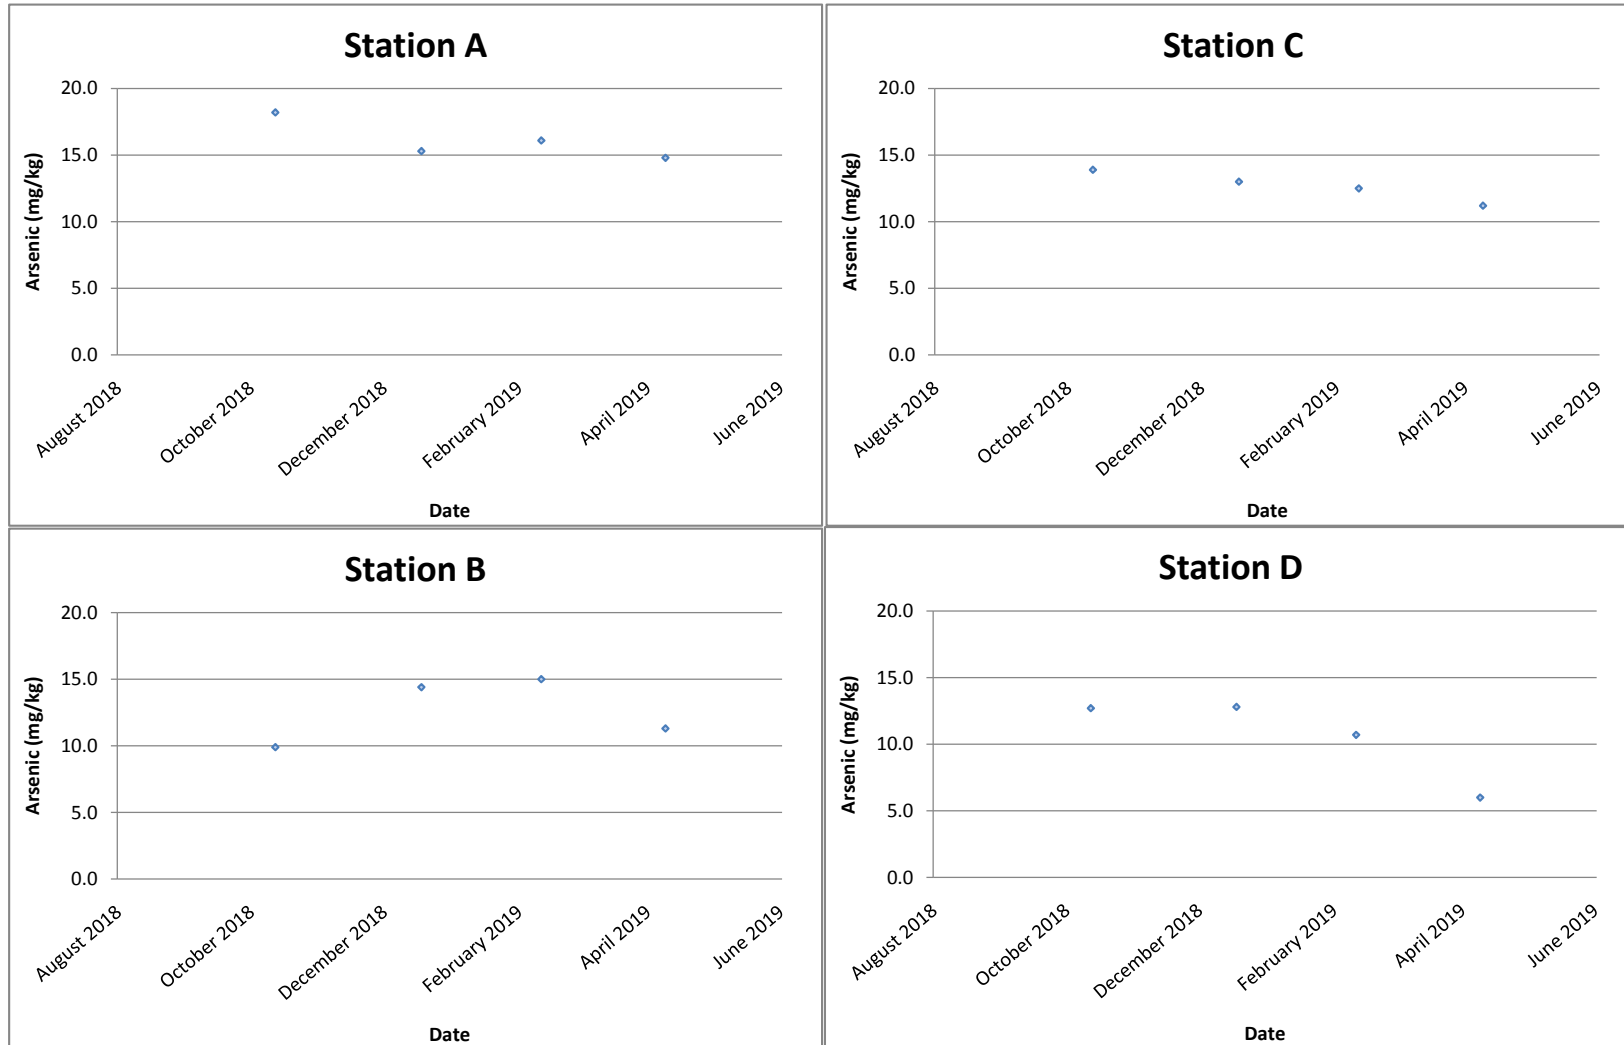 Station A
20.0
15.0
10.0
5.0
0.0
Arsenic (mg/kg)
August 2018
October 2018
December 2018
February 2019
April 2019
June 2019
Date
Station C
20.0
15.0
10.0
5.0
0.0
Arsenic (mg/kg)
August 2018
October 2018
December 2018
February 2019
April 2019
June 2019
Date
Station B
20.0
15.0
10.0
5.0
0.0
Arsenic (mg/kg)
August 2018
October 2018
December 2018
February 2019
April 2019
June 2019
Date
Station D
20.0
15.0
10.0
5.0
0.0
Arsenic (mg/kg)
August 2018
October 2018
December 2018
February 2019
April 2019
June 2019
Date